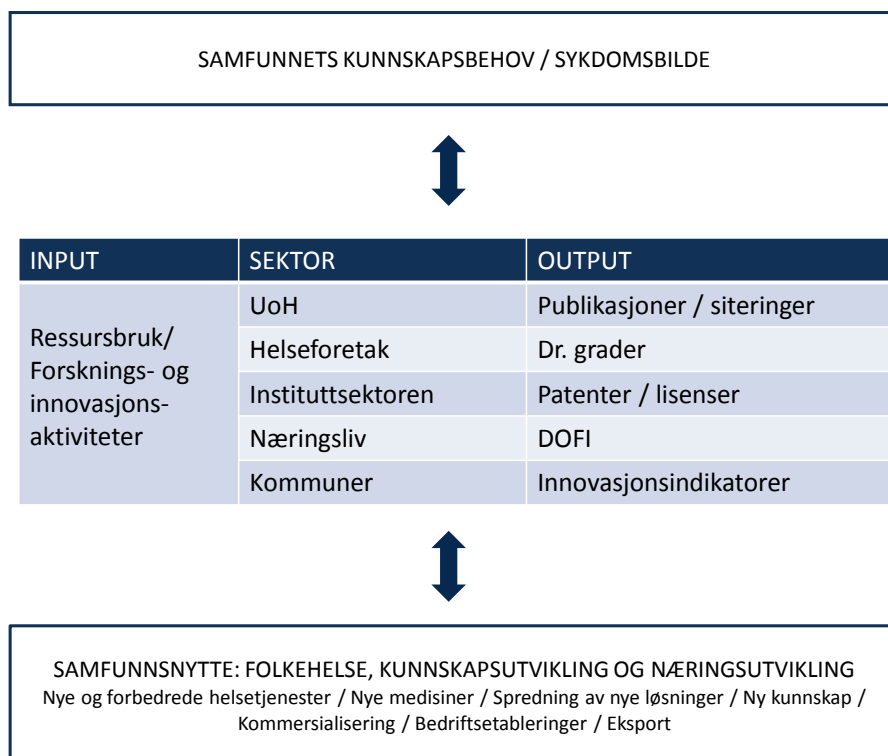 SAMFUNNETS KUNNSKAPSBEHOV / SYKDOMSBILDE
INPUT SEKTOR OUTPUT
Ressursbruk/
Forsknings- og
innovasjons-
aktiviteter
UoH Publikasjoner / siteringer
Helseforetak Dr. grader
Instituttsektoren Patenter / lisenser
Næringsliv DOFI
Kommuner Innovasjonsindikatorer
SAMFUNNSNYTTE: FOLKEHELSE, KUNNSKAPSUTVIKLING OG NÆRINGSUTVIKLING
Nye og forbedrede helsetjenester / Nye medisiner / Spredning av nye løsninger / Ny kunnskap /
Kommersialisering / Bedriftsetableringer / Eksport